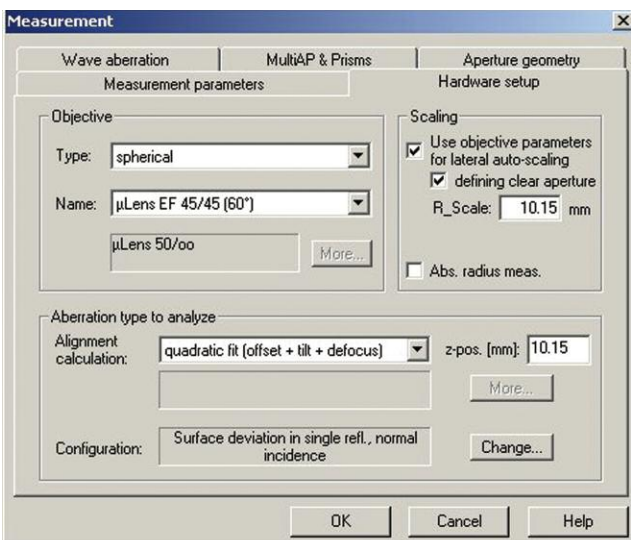 Measurement
Wave aberration
MultiAP & Prisms
Aperture geometry
Measurement parameters
Hardware setup
Objective
Type:
spherical
Name:
µLens EF 45/45 (60°)
µLens 50/oo
More...
Scaling
Use objective parameters
for lateral auto-scaling
defining clear aperture
R_Scale: 10.15 mm
Abs. radius meas.
Aberration type to analyze
Alignment
calculation:
quadratic fit (offset + tilt + defocus)
z-pos. [mm]: 10.15
More...
Configuration:
Surface deviation in single refl., normal
incidence
Change...
OK
Cancel
Help